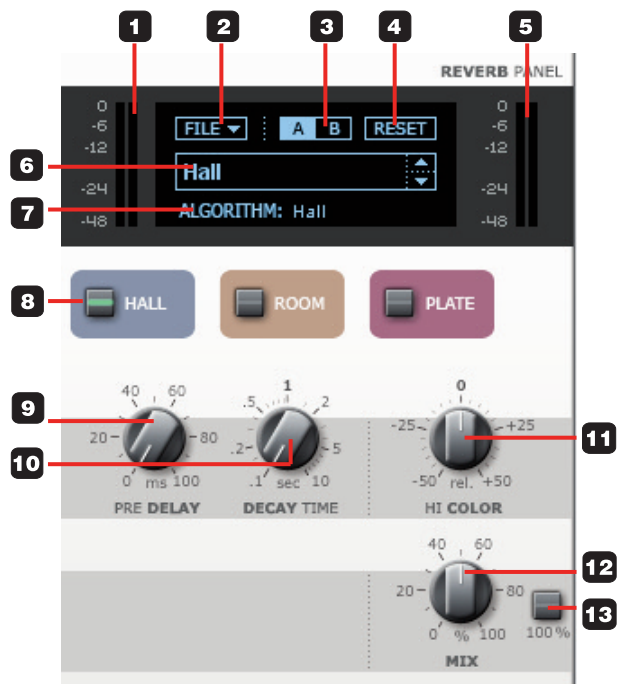 1 2 3 4 5
REVERB PANEL
0 0
-6 FILE A B RESET -6
-12 -12
6 Hall
-24 -24
7 ALGORITHM: Hall
-48 -48
8 HALL ROOM PLATE
40 60 1 0
9 .5 2
-25 +25 11
20 80 .2 5
10
0 ms 100 .1 sec 10 -50 rel. +50
PRE DELAY DECAY TIME HI COLOR
40 60
12
20 80
13
0 % 100 100 %
MIX